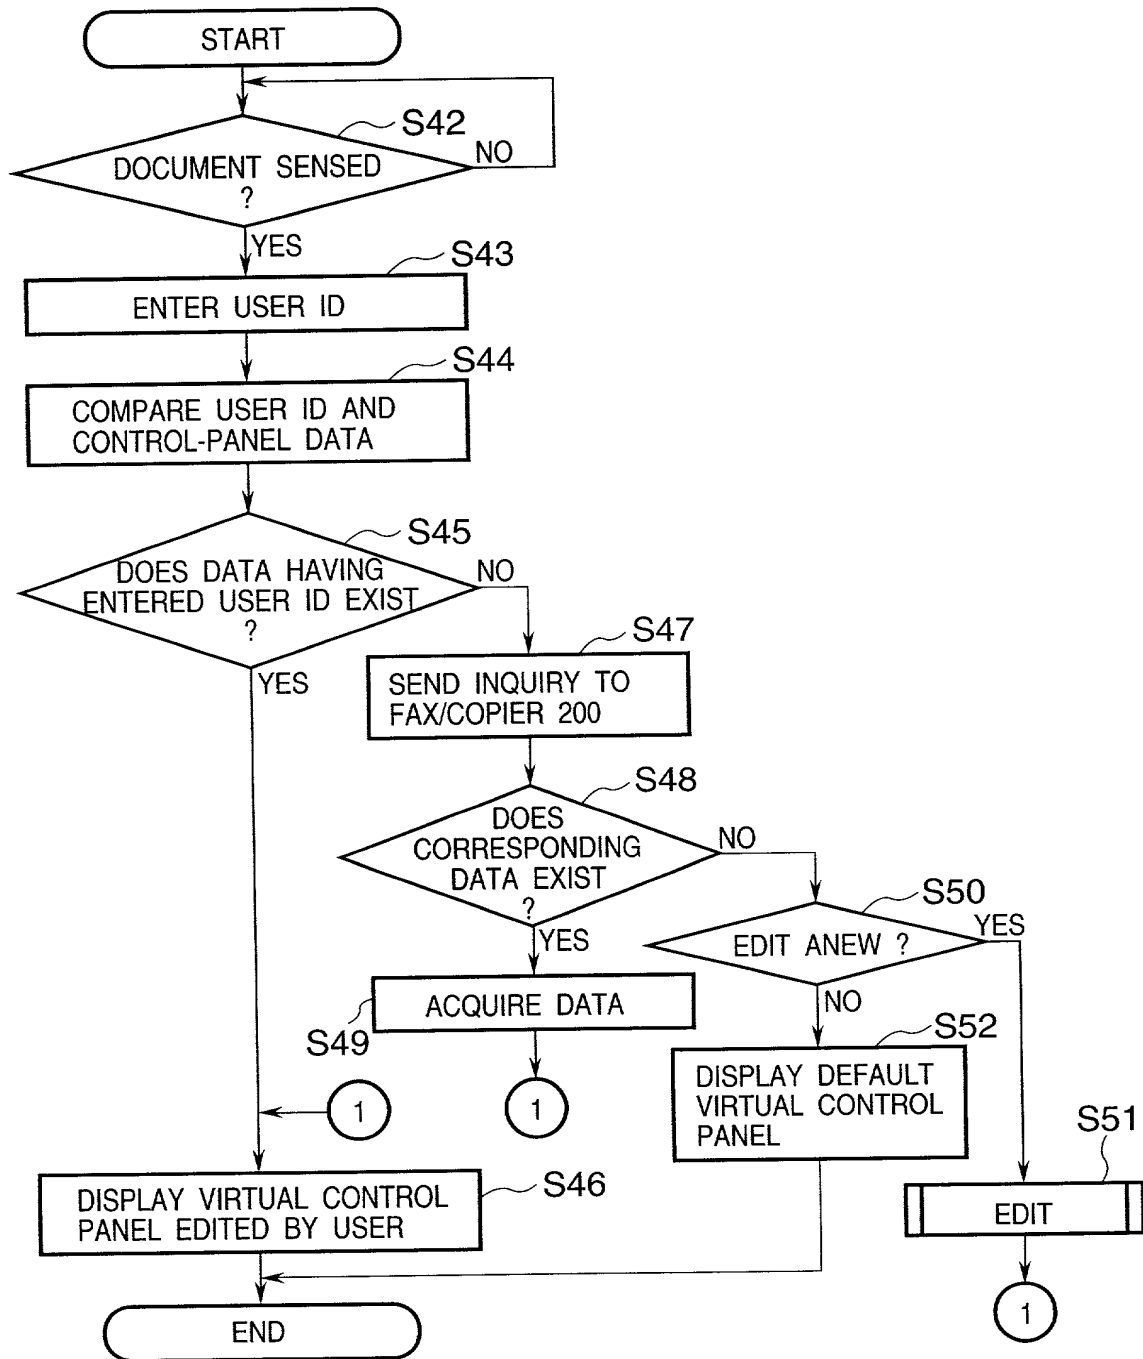 START
S42
DOCUMENT SENSED
?
NO
YES
S43
ENTER USER ID
S44
COMPARE USER ID AND
CONTROL-PANEL DATA
S45
DOES DATA HAVING
ENTERED USER ID EXIST
?
NO
YES
S47
SEND INQUIRY TO
FAX/COPIER 200
S48
DOES
CORRESPONDING
DATA EXIST
?
NO
YES
S50
EDIT ANEW ?
YES
NO
S49
ACQUIRE DATA
1
1
S52
DISPLAY DEFAULT
VIRTUAL CONTROL
PANEL
S51
EDIT
1
S46
DISPLAY VIRTUAL CONTROL
PANEL EDITED BY USER
END